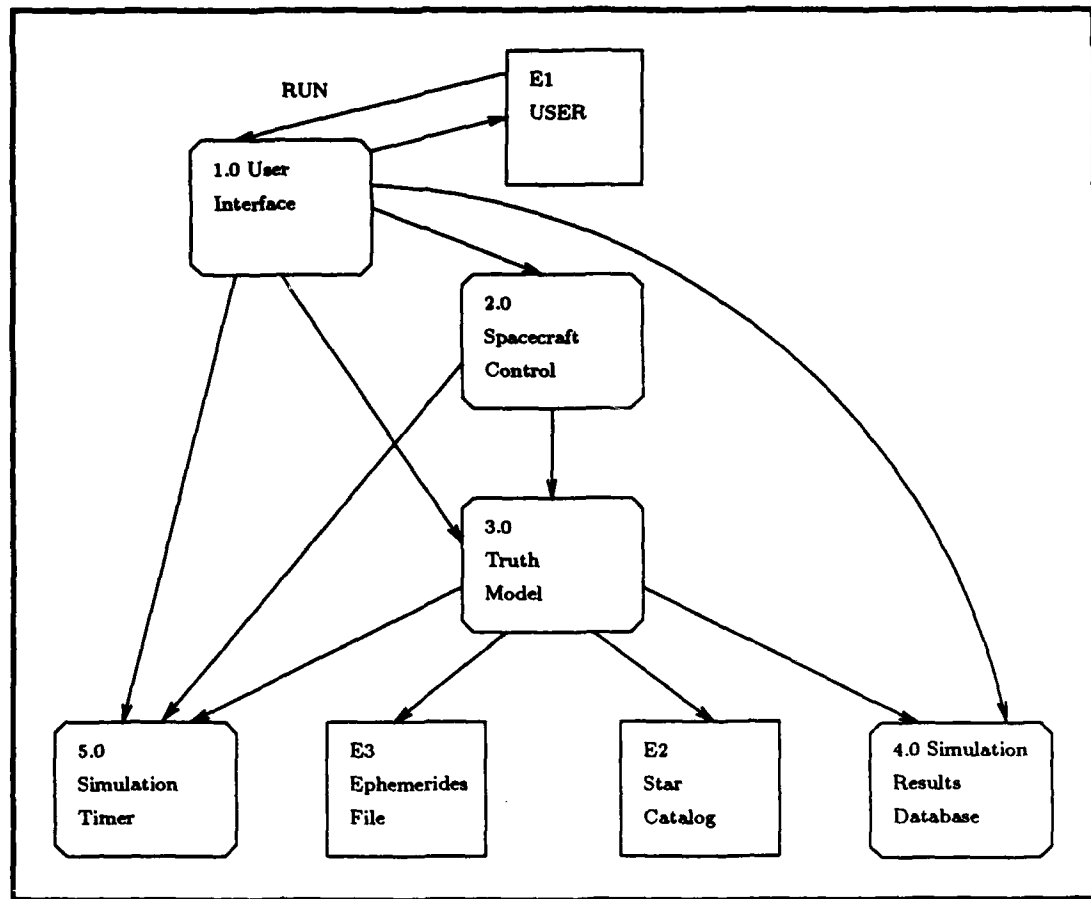 RUN
E1
USER
1.0 User
Interface
2.0
Spacecraft
Control
3.0
Truth
Model
5.0
Simulation
Timer
E3
Ephemerides
File
E2
Star
Catalog
4.0 Simulation
Results
Database